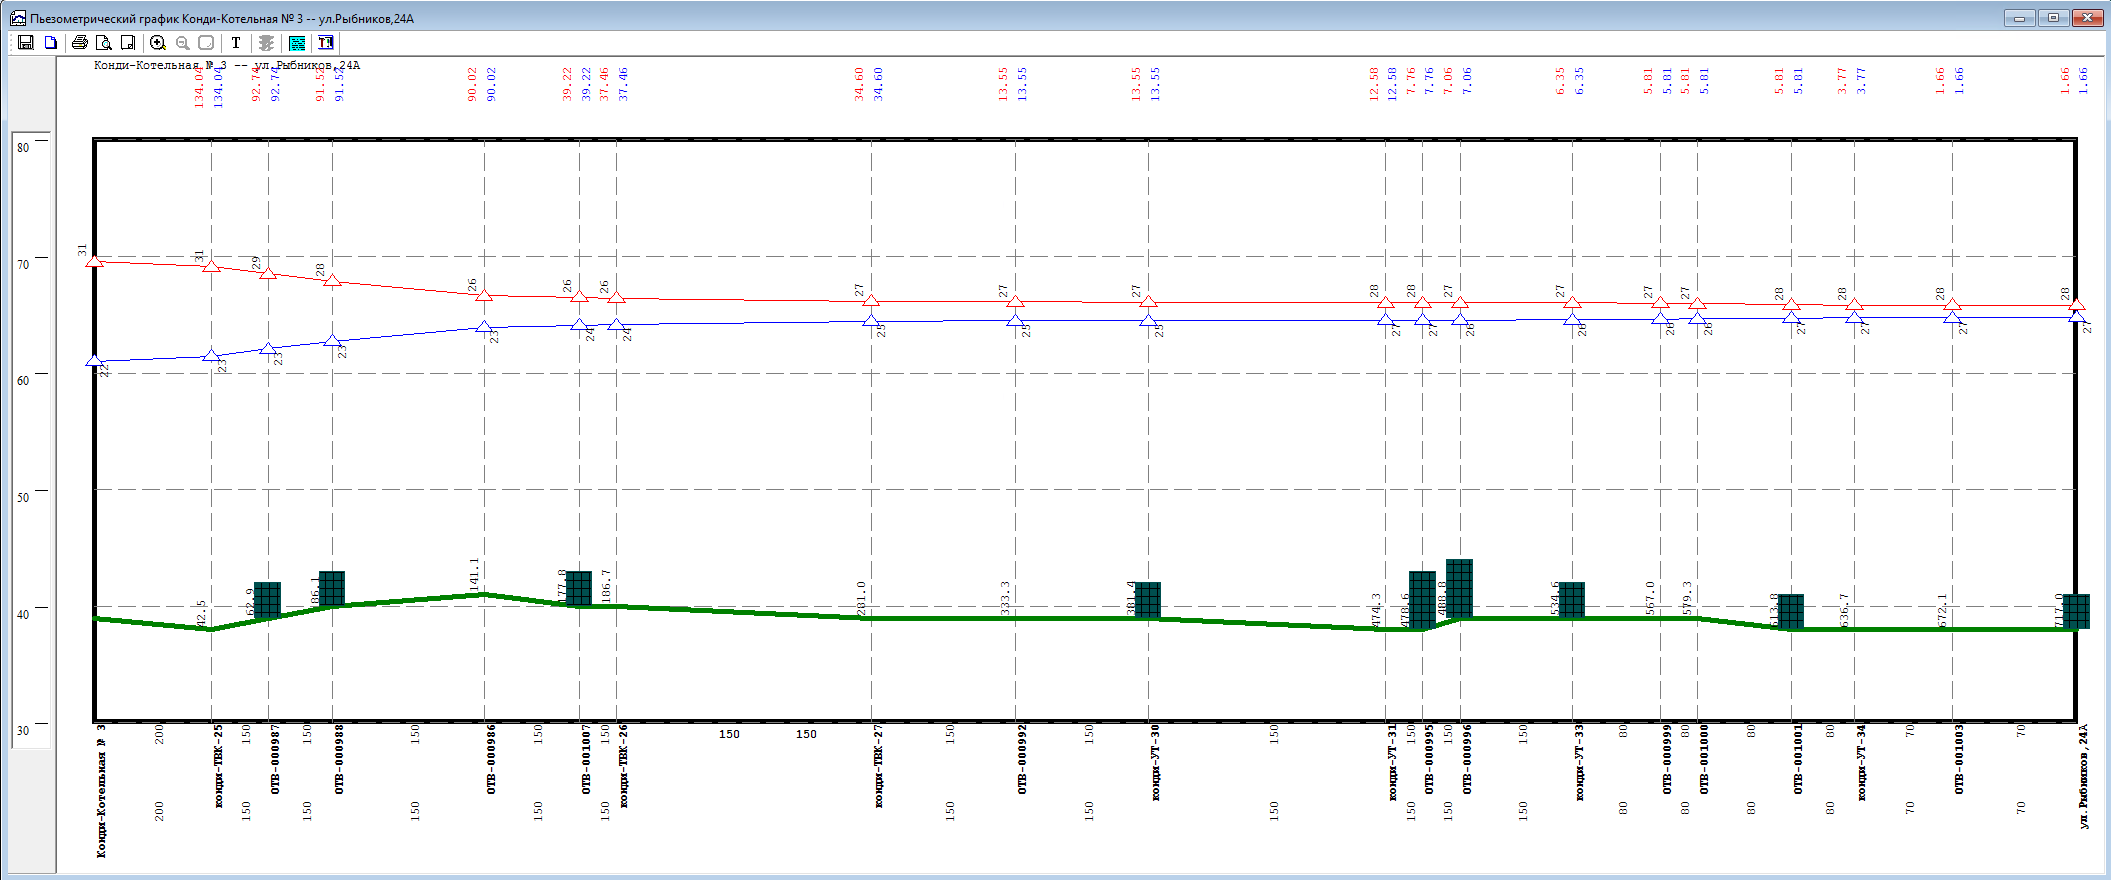 Пьезометрический график Конди-Котельная № 3 -- ул.Рыбников,24А
T
Конди-Котельная № 3 -- ул.Рыбников,24А
134.04 134.04 92.74 92.74 91.52 91.52 90.02 90.02 39.22 39.22 37.46 37.46 34.60 34.60 13.55 13.55 13.55 13.55 12.58 12.58 7.76 7.76 7.06 7.06 6.35 6.35 5.81 5.81 5.81 5.81 5.81 5.81 3.77 3.77 1.66 1.66 1.66 1.66
80
70
60
50
40
30
31 31 29 28 26 26 26 27 27 27 28 28 27 27 27 27 28 28 28 28
22 23 23 23 23 24 24 25 25 25 27 27 26 26 26 26 27 27 27 27
42.5 62.9 86.1 141.1 177.8 186.7 281.0 333.3 381.4 474.3 478.6 488.8 534.6 567.0 579.3 613.8 636.7 672.1 717.0
200 150 150 150 150 150 150 150 150 150 150 150 150 150 80 80 80 80 70 70
Конди-Котельная № 3 конди-ТВК-25 ОТВ-000987 ОТВ-000988 ОТВ-000986 ОТВ-001007 конди-ТВК-26 конди-ТВК-27 ОТВ-000992 конди-УТ-30 конди-УТ-31 ОТВ-000995 ОТВ-000996 конди-УТ-33 ОТВ-000999 ОТВ-001000 ОТВ-001001 конди-УТ-34 ОТВ-001003 ул.Рыбников,24А
200 150 150 150 150 150 150 150 150 150 150 150 80 80 80 80 70 70